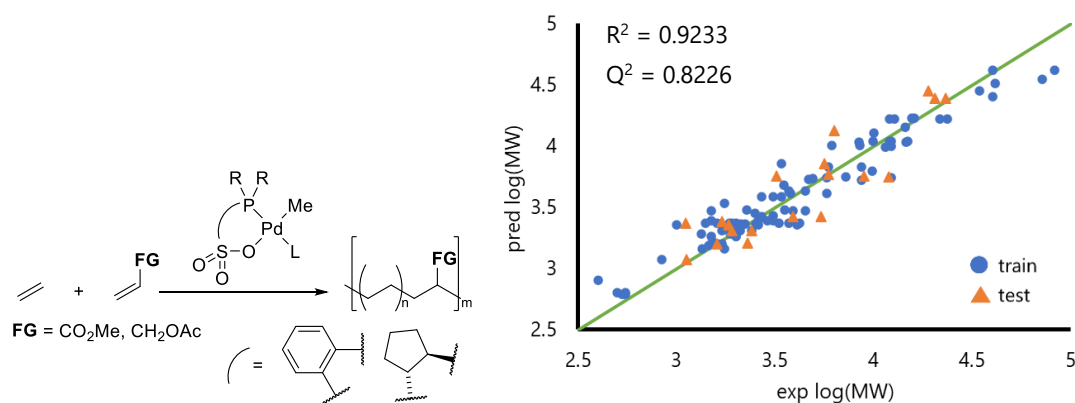 R R
P
Me
Pd
S
O
L
O
O
FG
+
FG = CO₂Me, CH₂OAc
FG
n
m
=
R² = 0.9233
Q² = 0.8226
5
4.5
4
3.5
3
2.5
pred log(MW)
train
test
2.5 3 3.5 4 4.5 5
exp log(MW)